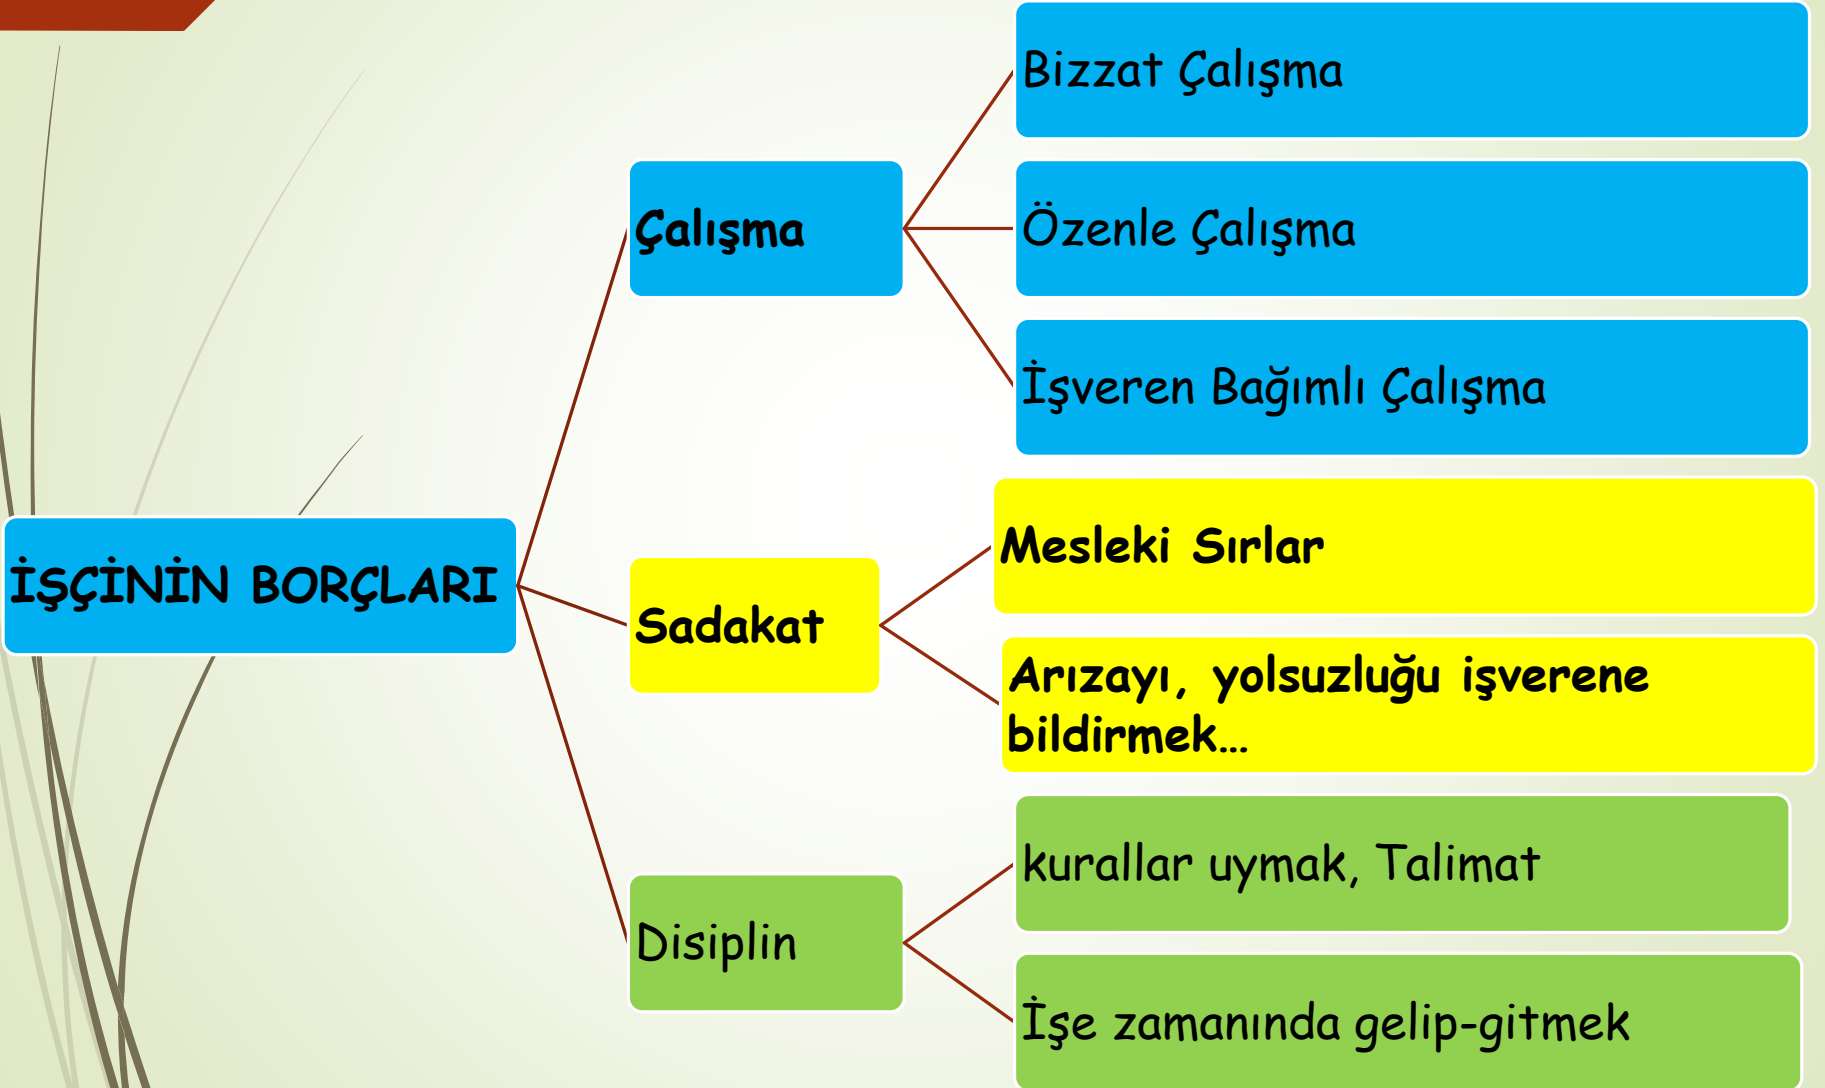 İŞÇİNİN BORÇLARI
Çalışma
Bizzat Çalışma
Özenle Çalışma
İşveren Bağımlı Çalışma
Sadakat
Mesleki Sırlar
Arızayı, yolsuzluğu işverene
bildirmek…
Disiplin
kurallar uymak, Talimat
İşe zamanında gelip-gitmek